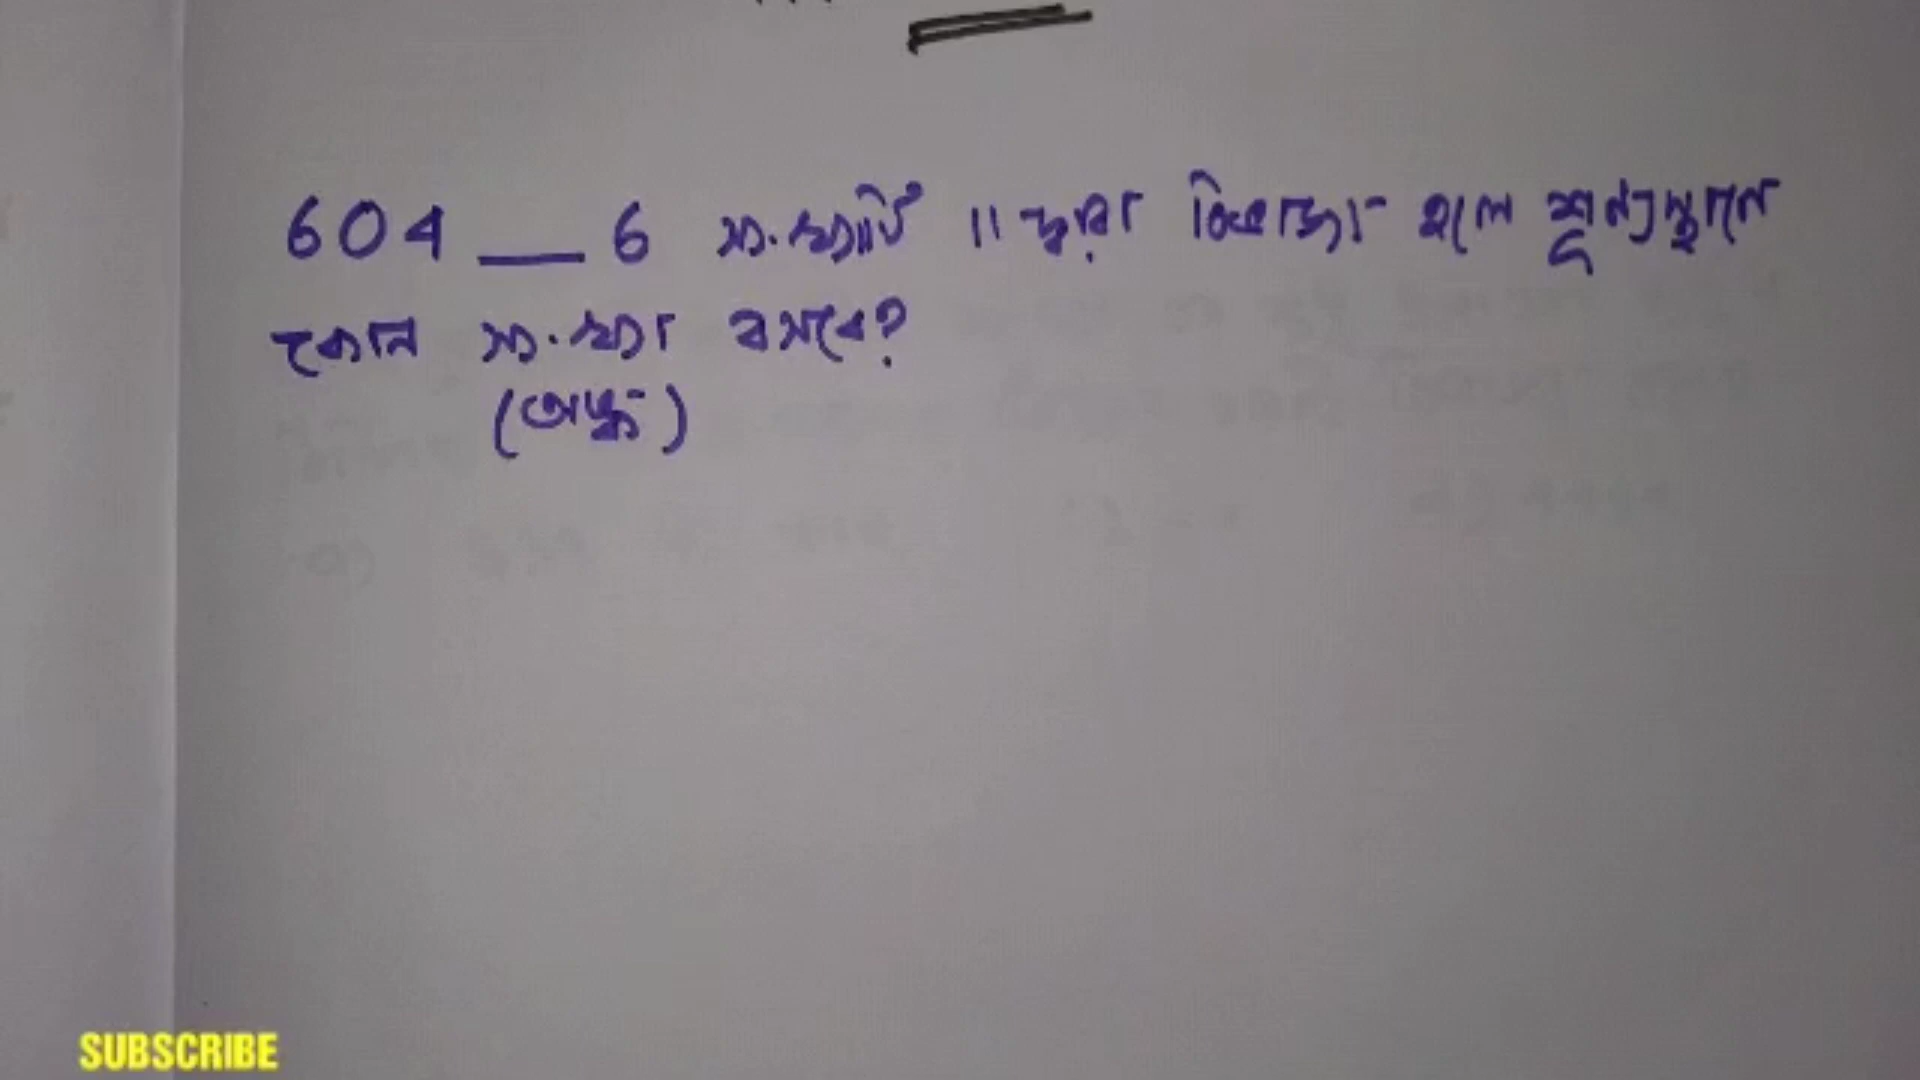 604 __ 6 সংখ্যাটি 11 দ্বারা বিভাজ্য হলে শূন্যস্থানে
কোন সংখ্যা বসবে?
(অঙ্ক)
SUBSCRIBE